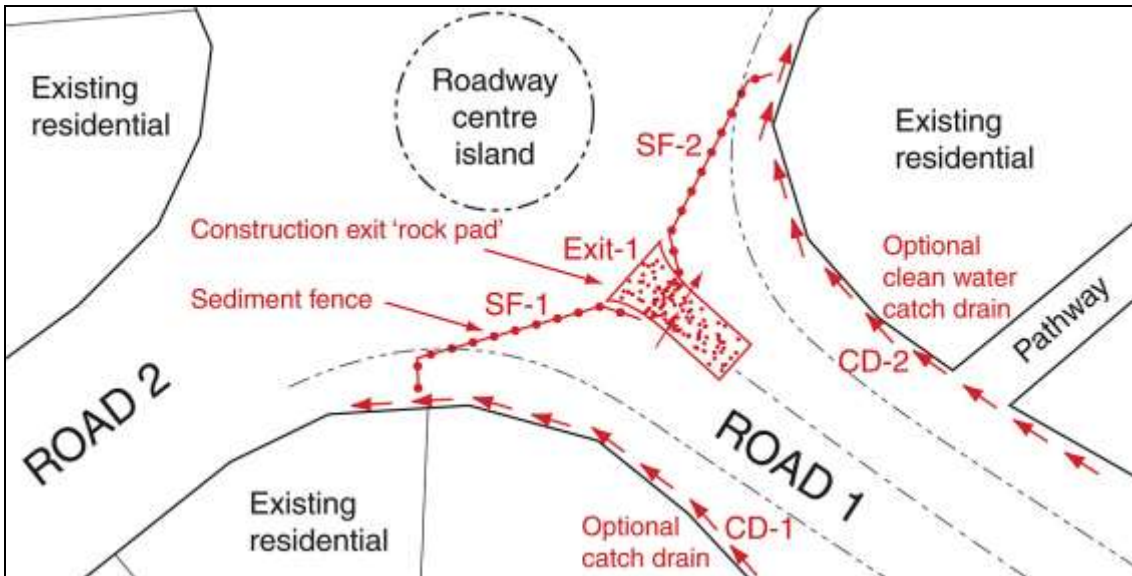 Existing
residential
Roadway
centre
island
SF-2
Existing
residential
Construction exit ‘rock pad’
Exit-1
Optional
clean water
catch drain
Sediment fence
SF-1
Pathway
CD-2
ROAD 2
ROAD 1
Existing
residential
Optional
catch drain
CD-1